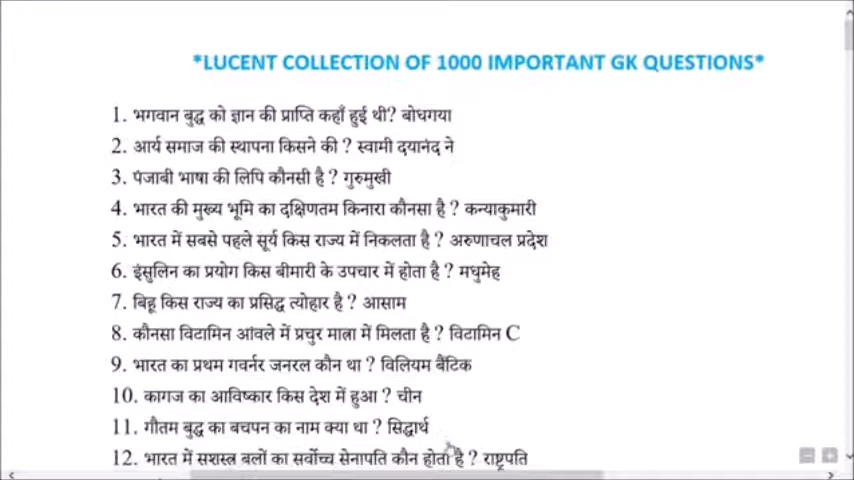 *LUCENT COLLECTION OF 1000 IMPORTANT GK QUESTIONS*
1. भगवान बुद्ध को ज्ञान की प्राप्ति कहाँ हुई थी? बोधगया
2. आर्य समाज की स्थापना किसने की ? स्वामी दयानंद ने
3. पंजाबी भाषा की लिपि कौनसी है ? गुरुमुखी
4. भारत की मुख्य भूमि का दक्षिणतम किनारा कौनसा है ? कन्याकुमारी
5. भारत में सबसे पहले सूर्य किस राज्य में निकलता है ? अरुणाचल प्रदेश
6. इंसुलिन का प्रयोग किस बीमारी के उपचार में होता है ? मधुमेह
7. बिहू किस राज्य का प्रसिद्ध त्योहार है ? आसाम
8. कौनसा विटामिन आंवले में प्रचुर मात्रा में मिलता है ? विटामिन C
9. भारत का प्रथम गवर्नर जनरल कौन था ? विलियम बैंटिक
10. कागज का आविष्कार किस देश में हुआ ? चीन
11. गौतम बुद्ध का बचपन का नाम क्या था ? सिद्धार्थ
12. भारत में सशस्त्र बलों का सर्वोच्च सेनापति कौन होता है ? राष्ट्रपति